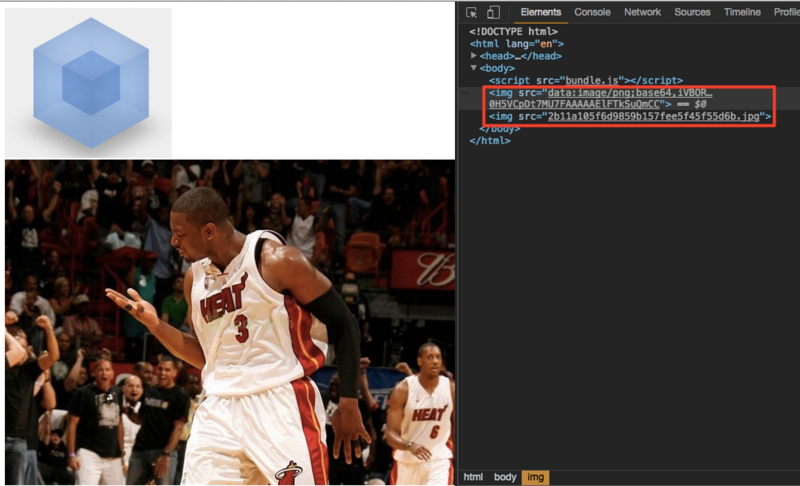 HEAT
3
HEAT
6
Elements Console Network Sources Timeline Profile
<!DOCTYPE html>
<html lang="en">
<head>…</head>
<body>
<script src="bundle.js"></script>
<img src="data:image/png;base64,iVBOR…
0H5VCpDt7MU7FAAAAAElFTkSuQmCC"> == $0
<img src="2b11a105f6d9859b157fee5f45f55d6b.jpg">
</body>
</html>
html body img